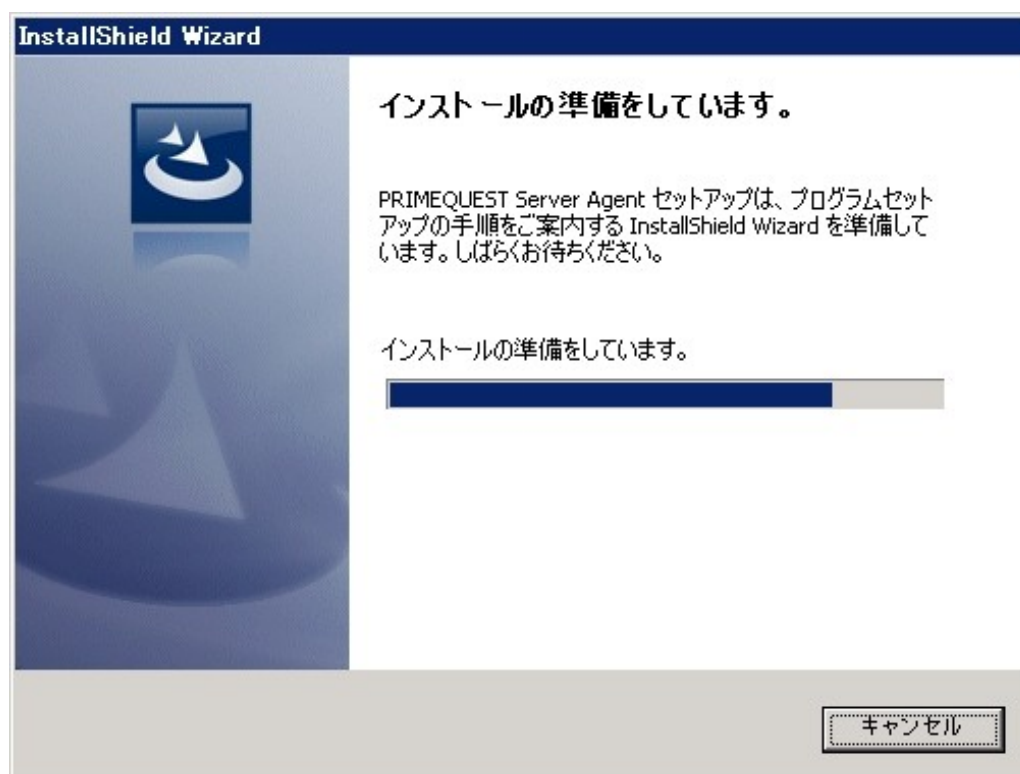 InstallShield Wizard
インストールの準備をしています。
PRIMEQUEST Server Agent セットアップは、プログラムセット
アップの手順をご案内する InstallShield Wizard を準備して
います。しばらくお待ちください。
インストールの準備をしています。
キャンセル